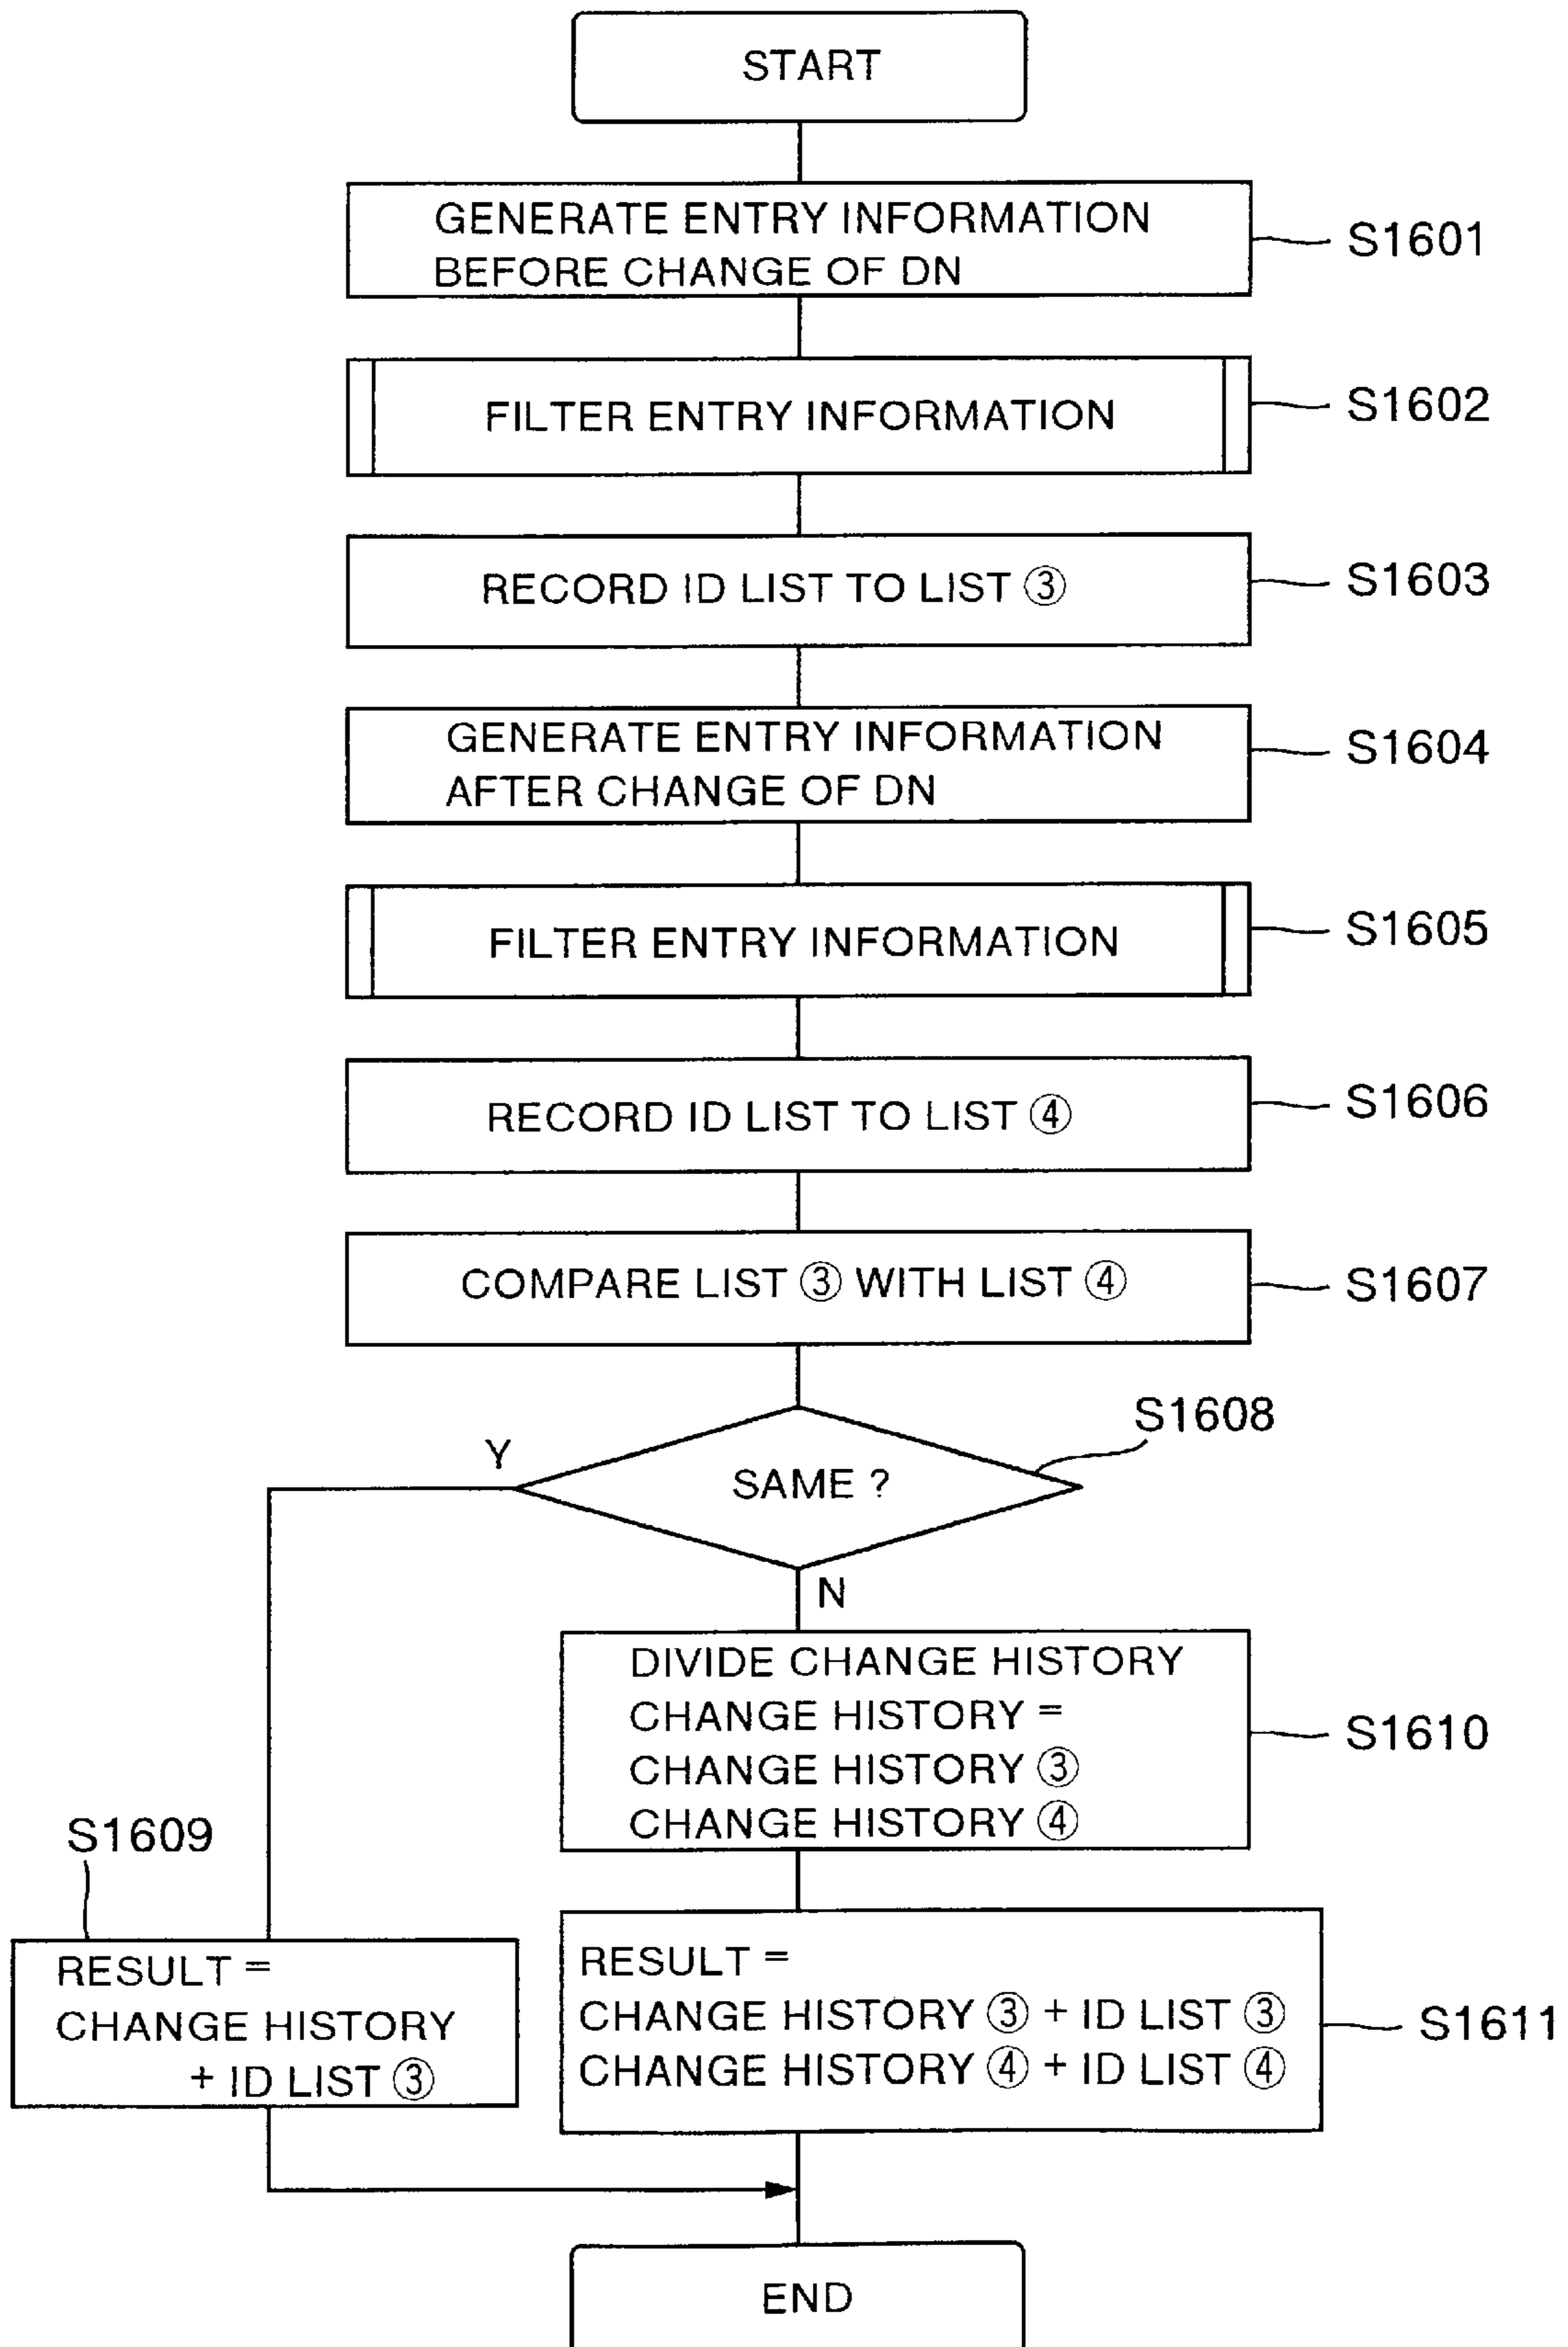 START
GENERATE ENTRY INFORMATION
BEFORE CHANGE OF DN
S1601
FILTER ENTRY INFORMATION
S1602
RECORD ID LIST TO LIST ③
S1603
GENERATE ENTRY INFORMATION
AFTER CHANGE OF DN
S1604
FILTER ENTRY INFORMATION
S1605
RECORD ID LIST TO LIST ④
S1606
COMPARE LIST ③ WITH LIST ④
S1607
S1608
Y
SAME ?
N
DIVIDE CHANGE HISTORY
CHANGE HISTORY =
CHANGE HISTORY ③
CHANGE HISTORY ④
S1610
S1609
RESULT =
CHANGE HISTORY
+ ID LIST ③
RESULT =
CHANGE HISTORY ③ + ID LIST ③
CHANGE HISTORY ④ + ID LIST ④
S1611
END